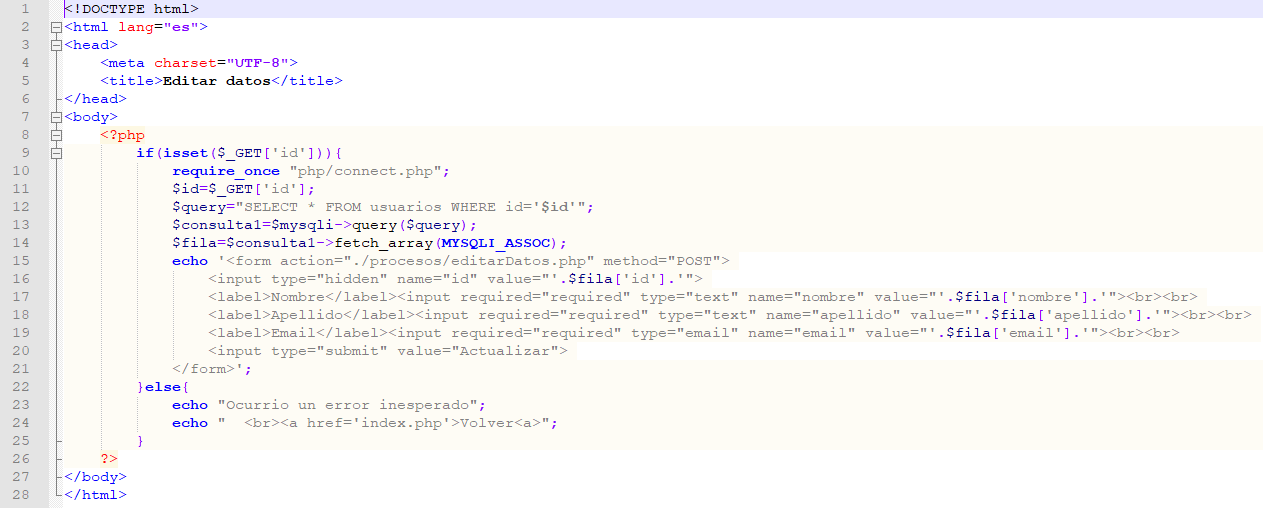 1 <!DOCTYPE html>
2 <html lang="es">
3 <head>
4 <meta charset="UTF-8">
5 <title>Editar datos</title>
6 </head>
7 <body>
8 <?php
9 if(isset($_GET['id'])){
10 require_once "php/connect.php";
11 $id=$_GET['id'];
12 $query="SELECT * FROM usuarios WHERE id='$id'";
13 $consulta1=$mysqli->query($query);
14 $fila=$consulta1->fetch_array(MYSQLI_ASSOC);
15 echo '<form action="./procesos/editarDatos.php" method="POST">
16 <input type="hidden" name="id" value="'.$fila['id'].'">
17 <label>Nombre</label><input required="required" type="text" name="nombre" value="'.$fila['nombre'].'"><br><br>
18 <label>Apellido</label><input required="required" type="text" name="apellido" value="'.$fila['apellido'].'"><br><br>
19 <label>Email</label><input required="required" type="email" name="email" value="'.$fila['email'].'"><br><br>
20 <input type="submit" value="Actualizar">
21 </form>';
22 }else{
23 echo "Ocurrio un error inesperado";
24 echo "  <br><a href='index.php'>Volver<a>";
25 }
26 ?>
27 </body>
28 </html>